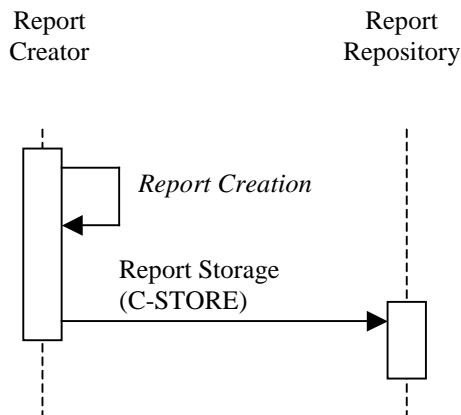 Report
Creator
Report
Repository
Report Creation
Report Storage
(C-STORE)